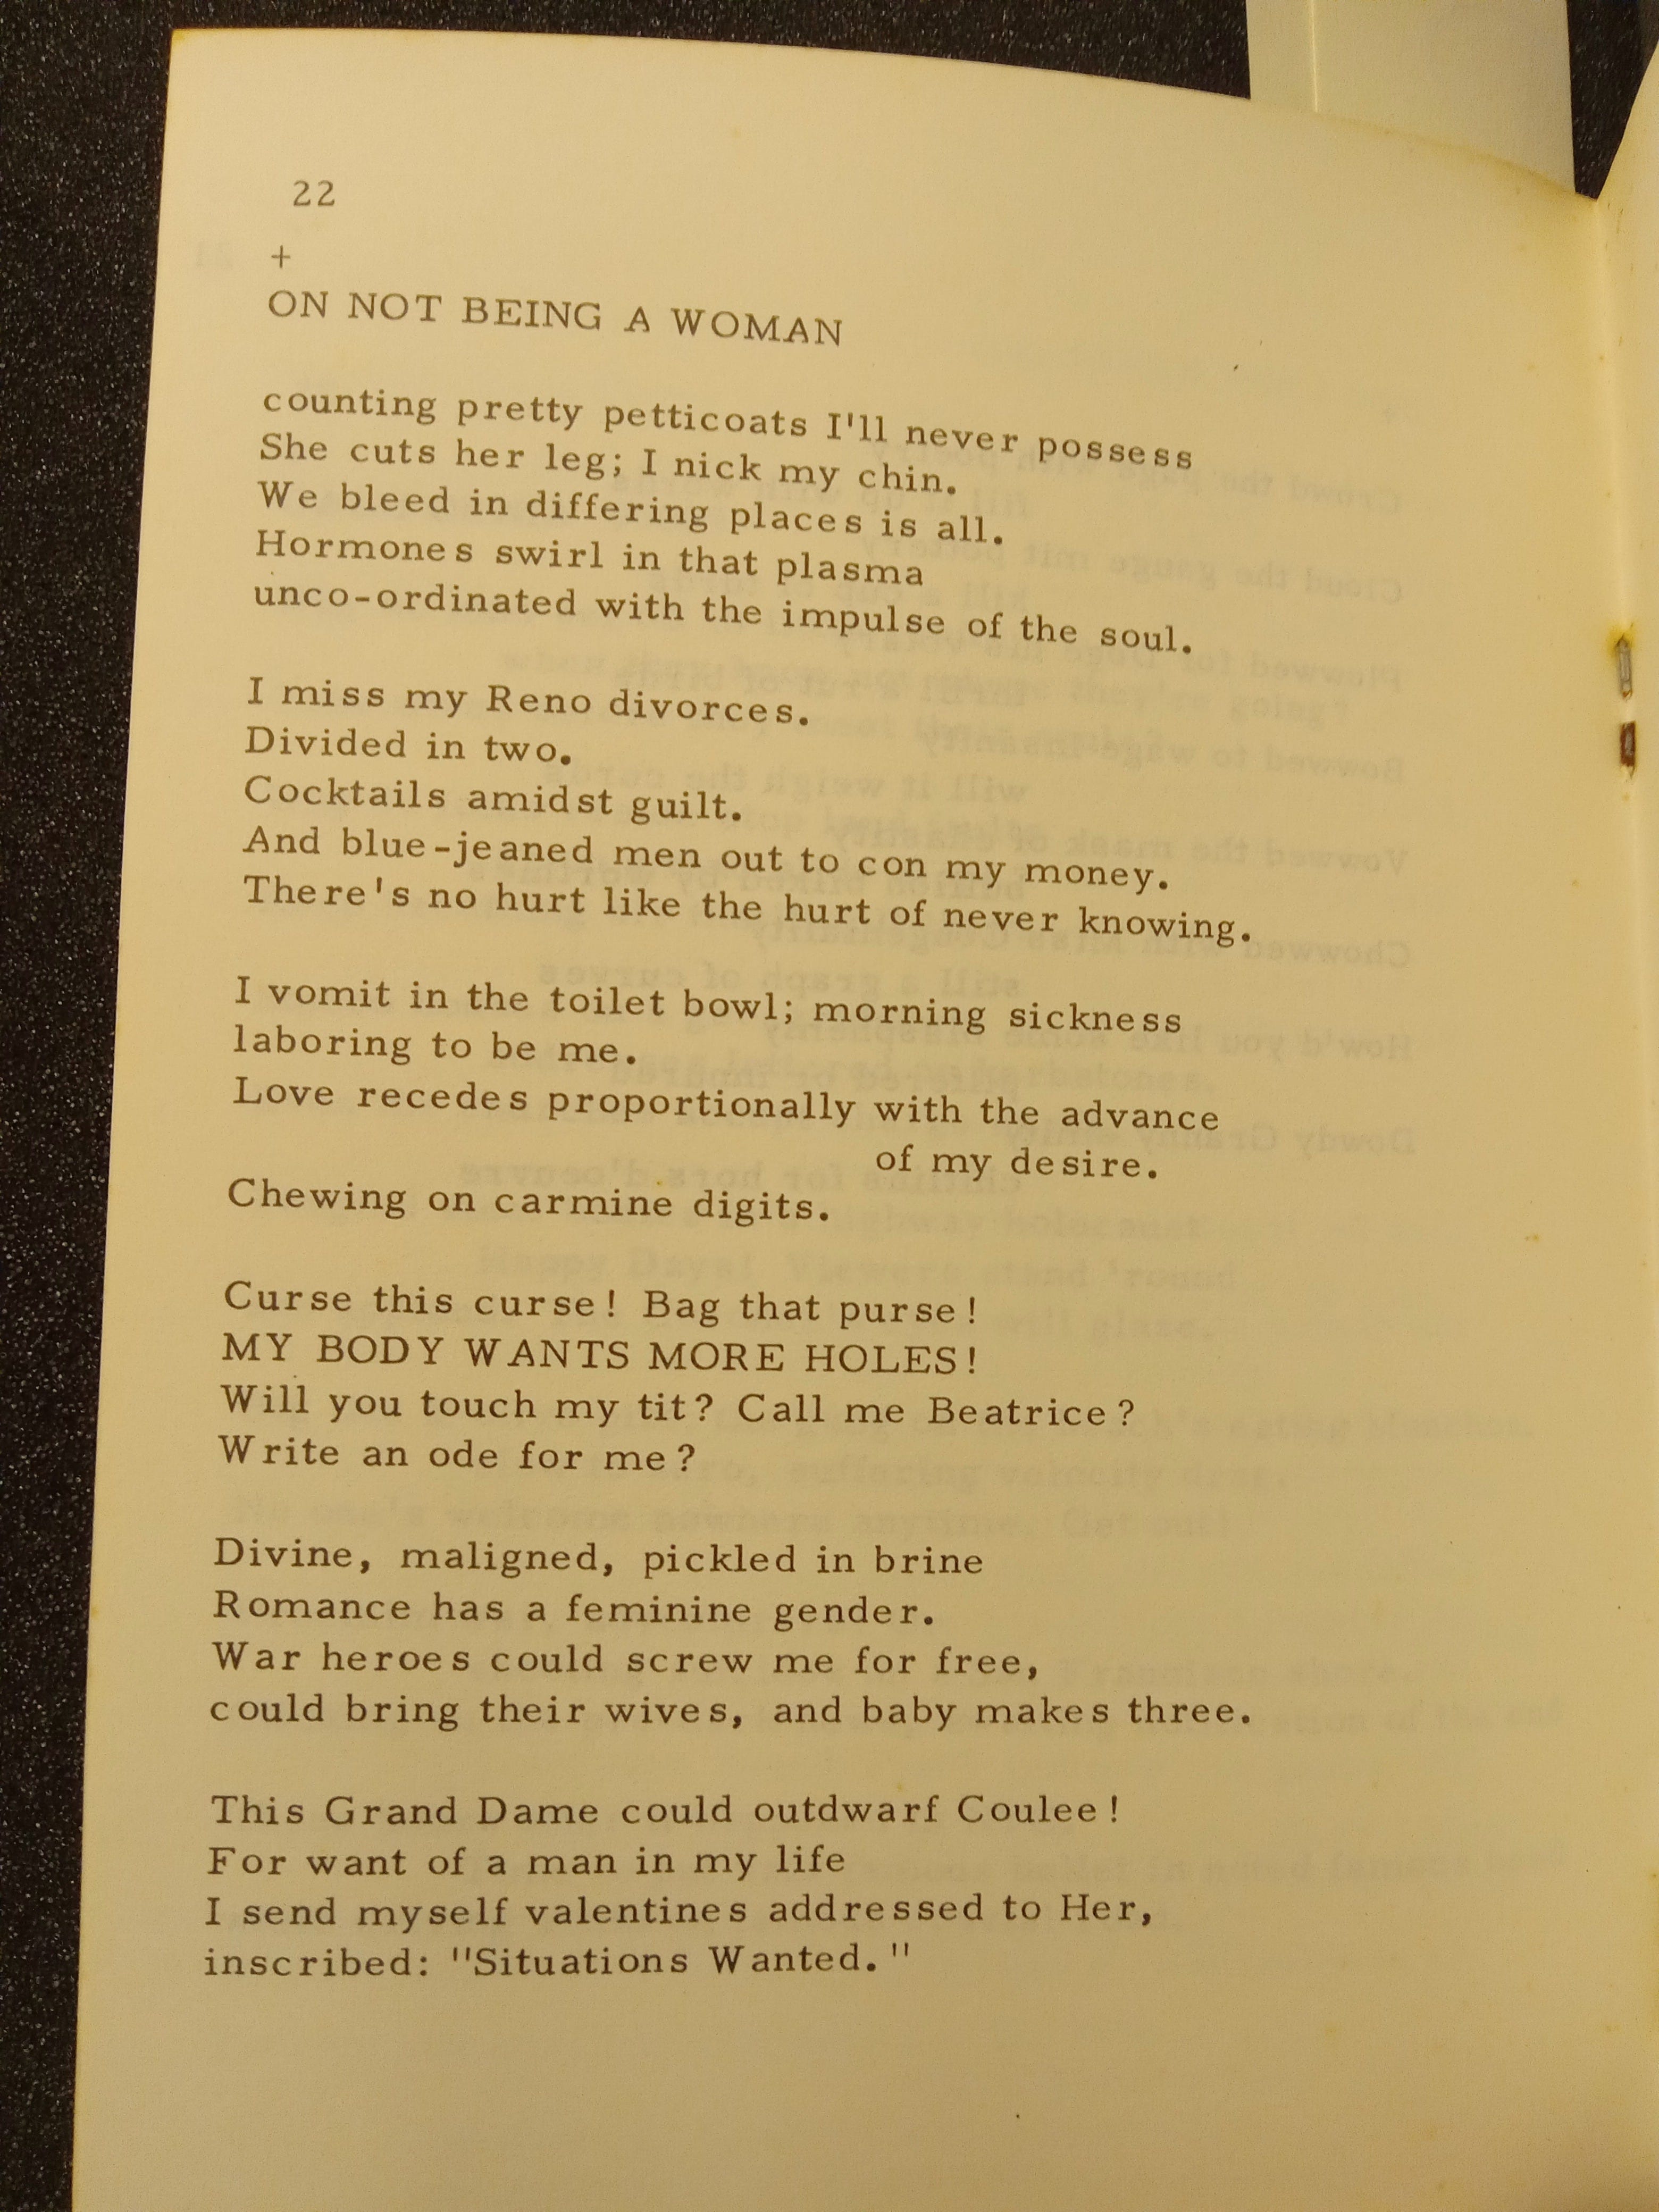 22
+
ON NOT BEING A WOMAN
counting pretty petticoats I'll never possess
She cuts her leg; I nick my chin.
We bleed in differing places is all.
Hormones swirl in that plasma
unco-ordinated with the impulse of the soul.
I miss my Reno divorces.
Divided in two.
Cocktails amidst guilt.
And blue-jeaned men out to con my money.
There's no hurt like the hurt of never knowing.
I vomit in the toilet bowl; morning sickness
laboring to be me.
Love recedes proportionally with the advance
of my desire.
Chewing on carmine digits.
Curse this curse! Bag that purse!
MY BODY WANTS MORE HOLES!
Will you touch my tit? Call me Beatrice?
Write an ode for me?
Divine, maligned, pickled in brine
Romance has a feminine gender.
War heroes could screw me for free,
could bring their wives, and baby makes three.
This Grand Dame could outdwarf Coulee!
For want of a man in my life
I send myself valentines addressed to Her,
inscribed: "Situations Wanted."